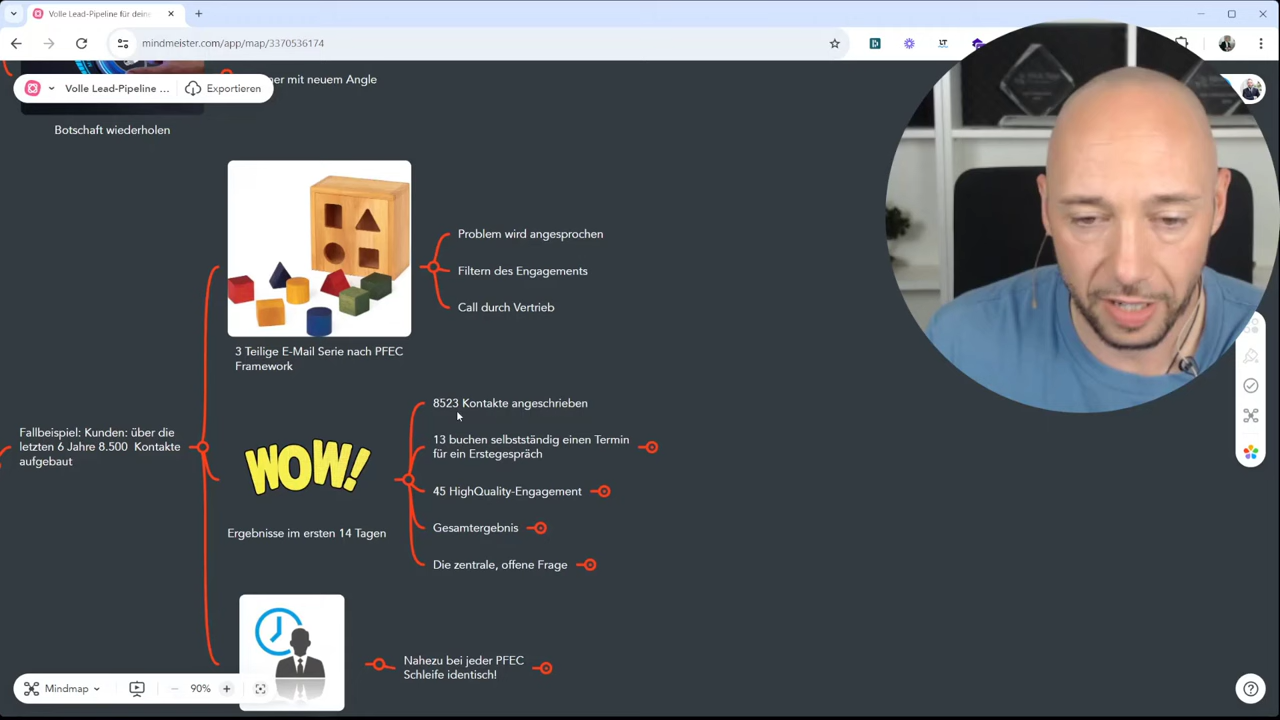 Volle Lead-Pipeline für deine
mindmeister.com/app/map/3370536174
LT
Volle Lead-Pipeline ...
Exportieren
mer mit neuem Angle
Botschaft wiederholen
Problem wird angesprochen
Filtern des Engagements
Call durch Vertrieb
3 Teilige E-Mail Serie nach PFEC
Framework
8523 Kontakte angeschrieben
Fallbeispiel: Kunden: über die
letzten 6 Jahre 8.500 Kontakte
aufgebaut
13 buchen selbstständig einen Termin
für ein Erstegespräch
WOW!
45 HighQuality-Engagement
Ergebnisse im ersten 14 Tagen
Gesamtergebnis
Die zentrale, offene Frage
Nahezu bei jeder PFEC
Schleife identisch!
Mindmap
90%